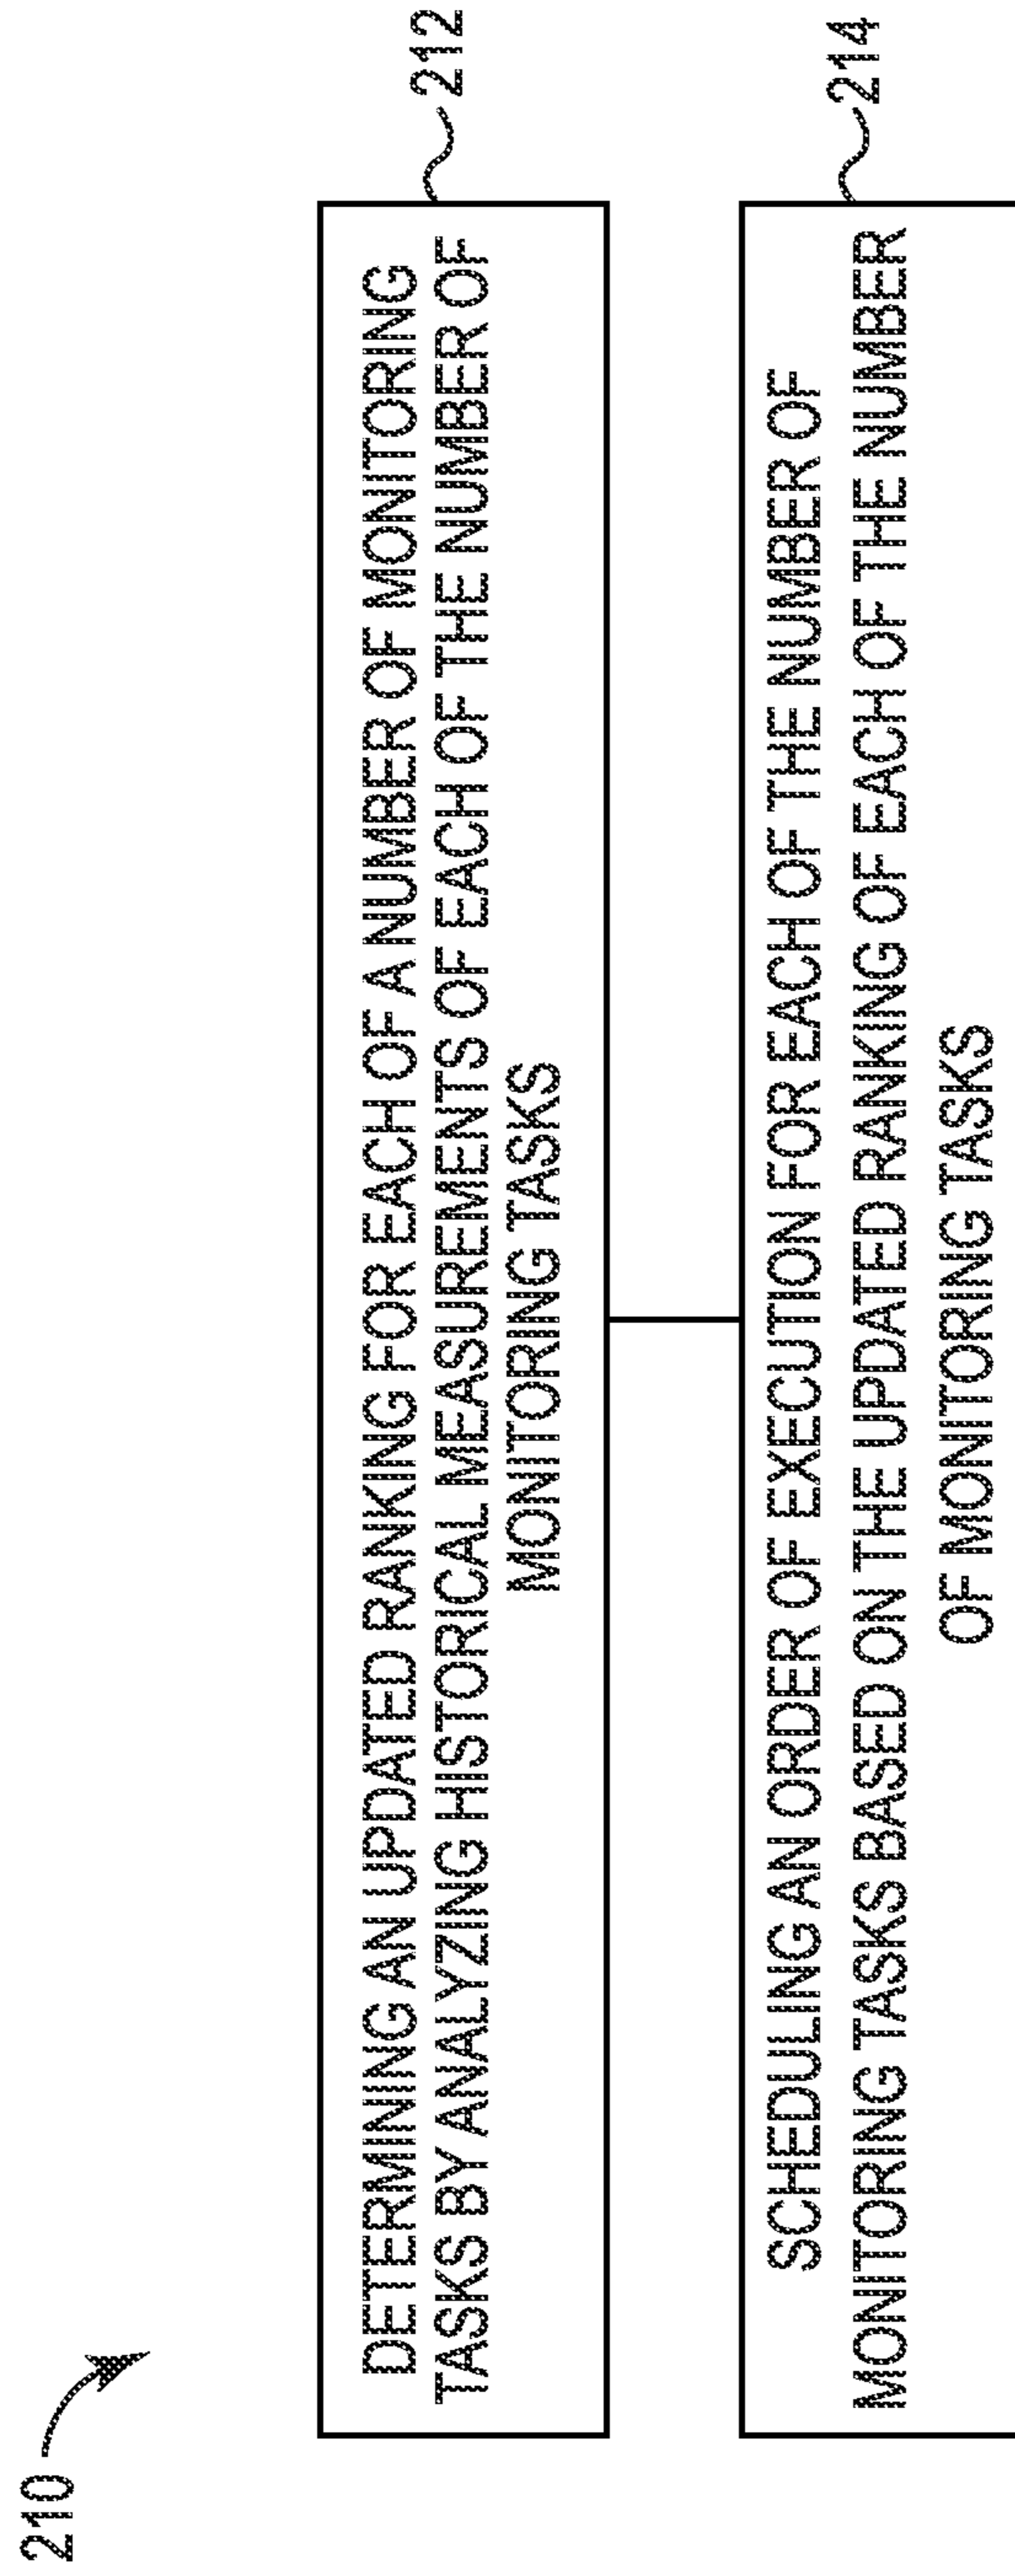 210
DETERMINING AN UPDATED RANKING FOR EACH OF A NUMBER OF MONITORING
TASKS BY ANALYZING HISTORICAL MEASUREMENTS OF EACH OF THE NUMBER OF
MONITORING TASKS
212
SCHEDULING AN ORDER OF EXECUTION FOR EACH OF THE NUMBER OF
MONITORING TASKS BASED ON THE UPDATED RANKING OF EACH OF THE NUMBER
OF MONITORING TASKS
214